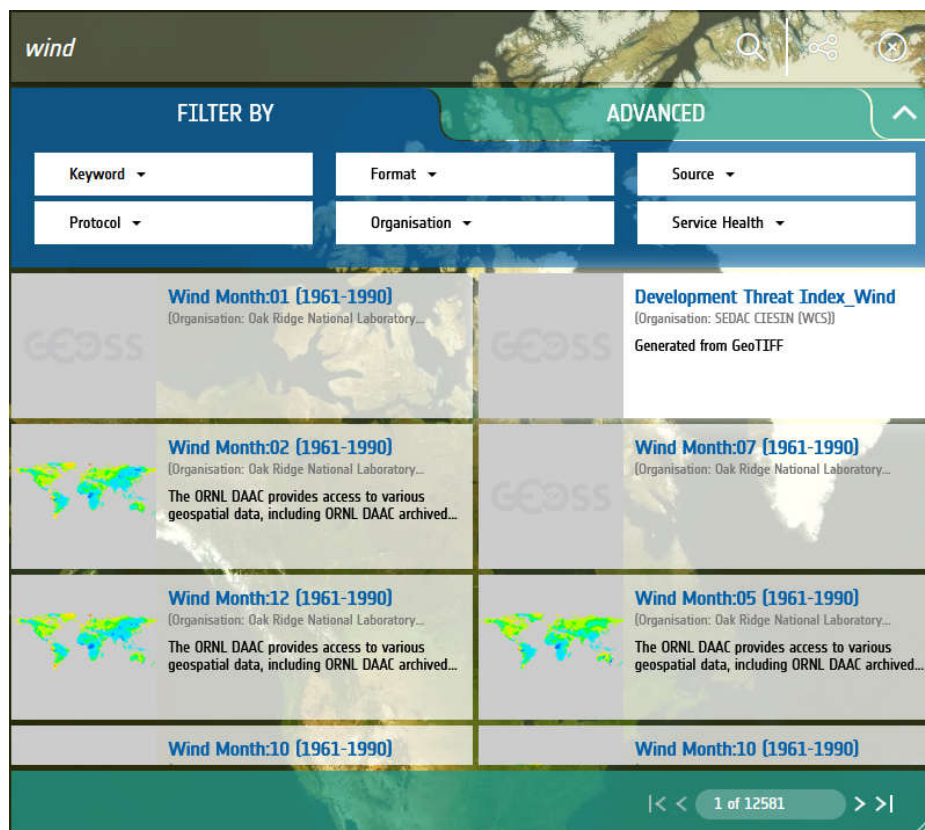 wind
FILTER BY
ADVANCED
Keyword
Format
Source
Protocol
Organisation
Service Health
GEOSS
Wind Month:01 (1961-1990)
(Organisation: Oak Ridge National Laboratory...
GEOSS
Development Threat Index_Wind
(Organisation: SEDAC CIESIN (WCS))
Generated from GeoTIFF
Wind Month:02 (1961-1990)
(Organisation: Oak Ridge National Laboratory...
The ORNL DAAC provides access to various
geospatial data, including ORNL DAAC archived...
GEOSS
Wind Month:07 (1961-1990)
(Organisation: Oak Ridge National Laboratory...
Wind Month:12 (1961-1990)
(Organisation: Oak Ridge National Laboratory...
The ORNL DAAC provides access to various
geospatial data, including ORNL DAAC archived...
Wind Month:05 (1961-1990)
(Organisation: Oak Ridge National Laboratory...
The ORNL DAAC provides access to various
geospatial data, including ORNL DAAC archived...
Wind Month:10 (1961-1990)
Wind Month:10 (1961-1990)
1 of 12581